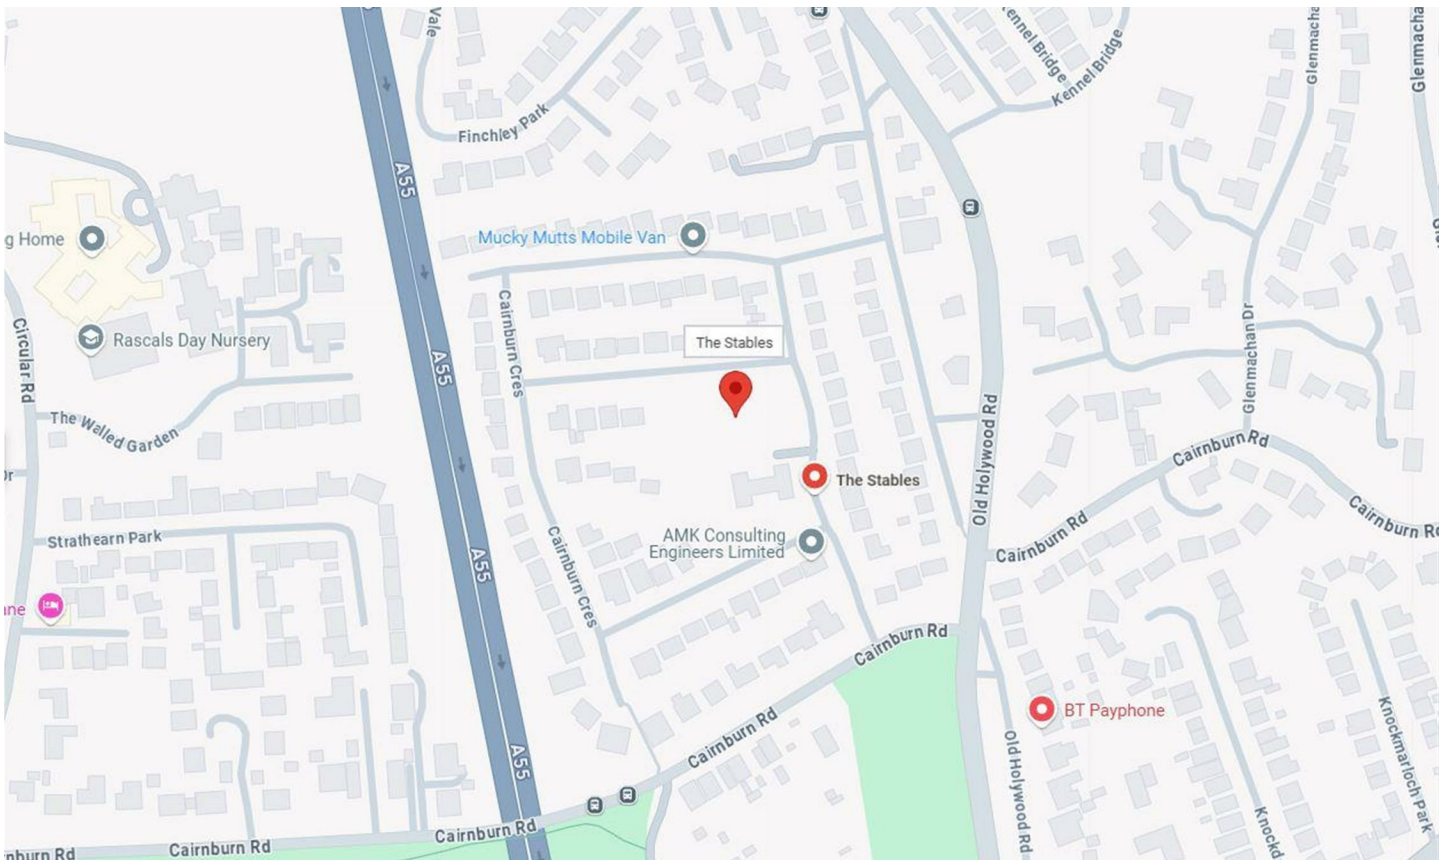 Vale
Finchley Park
Kennel Bridge
Kennel Bridge
A55
g Home
Mucky Mutts Mobile Van
Circular Rd
Rascals Day Nursery
Cairnburn Cres
The Stables
Glenmachan Dr
A55
The Walled Garden
Old Holywood Rd
Cairnburn Rd
The Stables
Strathearn Park
AMK Consulting
Engineers Limited
Cairnburn Rd
Cairnburn Rd
A55
Cairnburn Cres
Cairnburn Rd
BT Payphone
Cairnburn Rd
Old Holywood Rd
Knockmarloch Park
A55
Knockd
Cairnburn Rd
Cairnburn Rd
nburn Rd